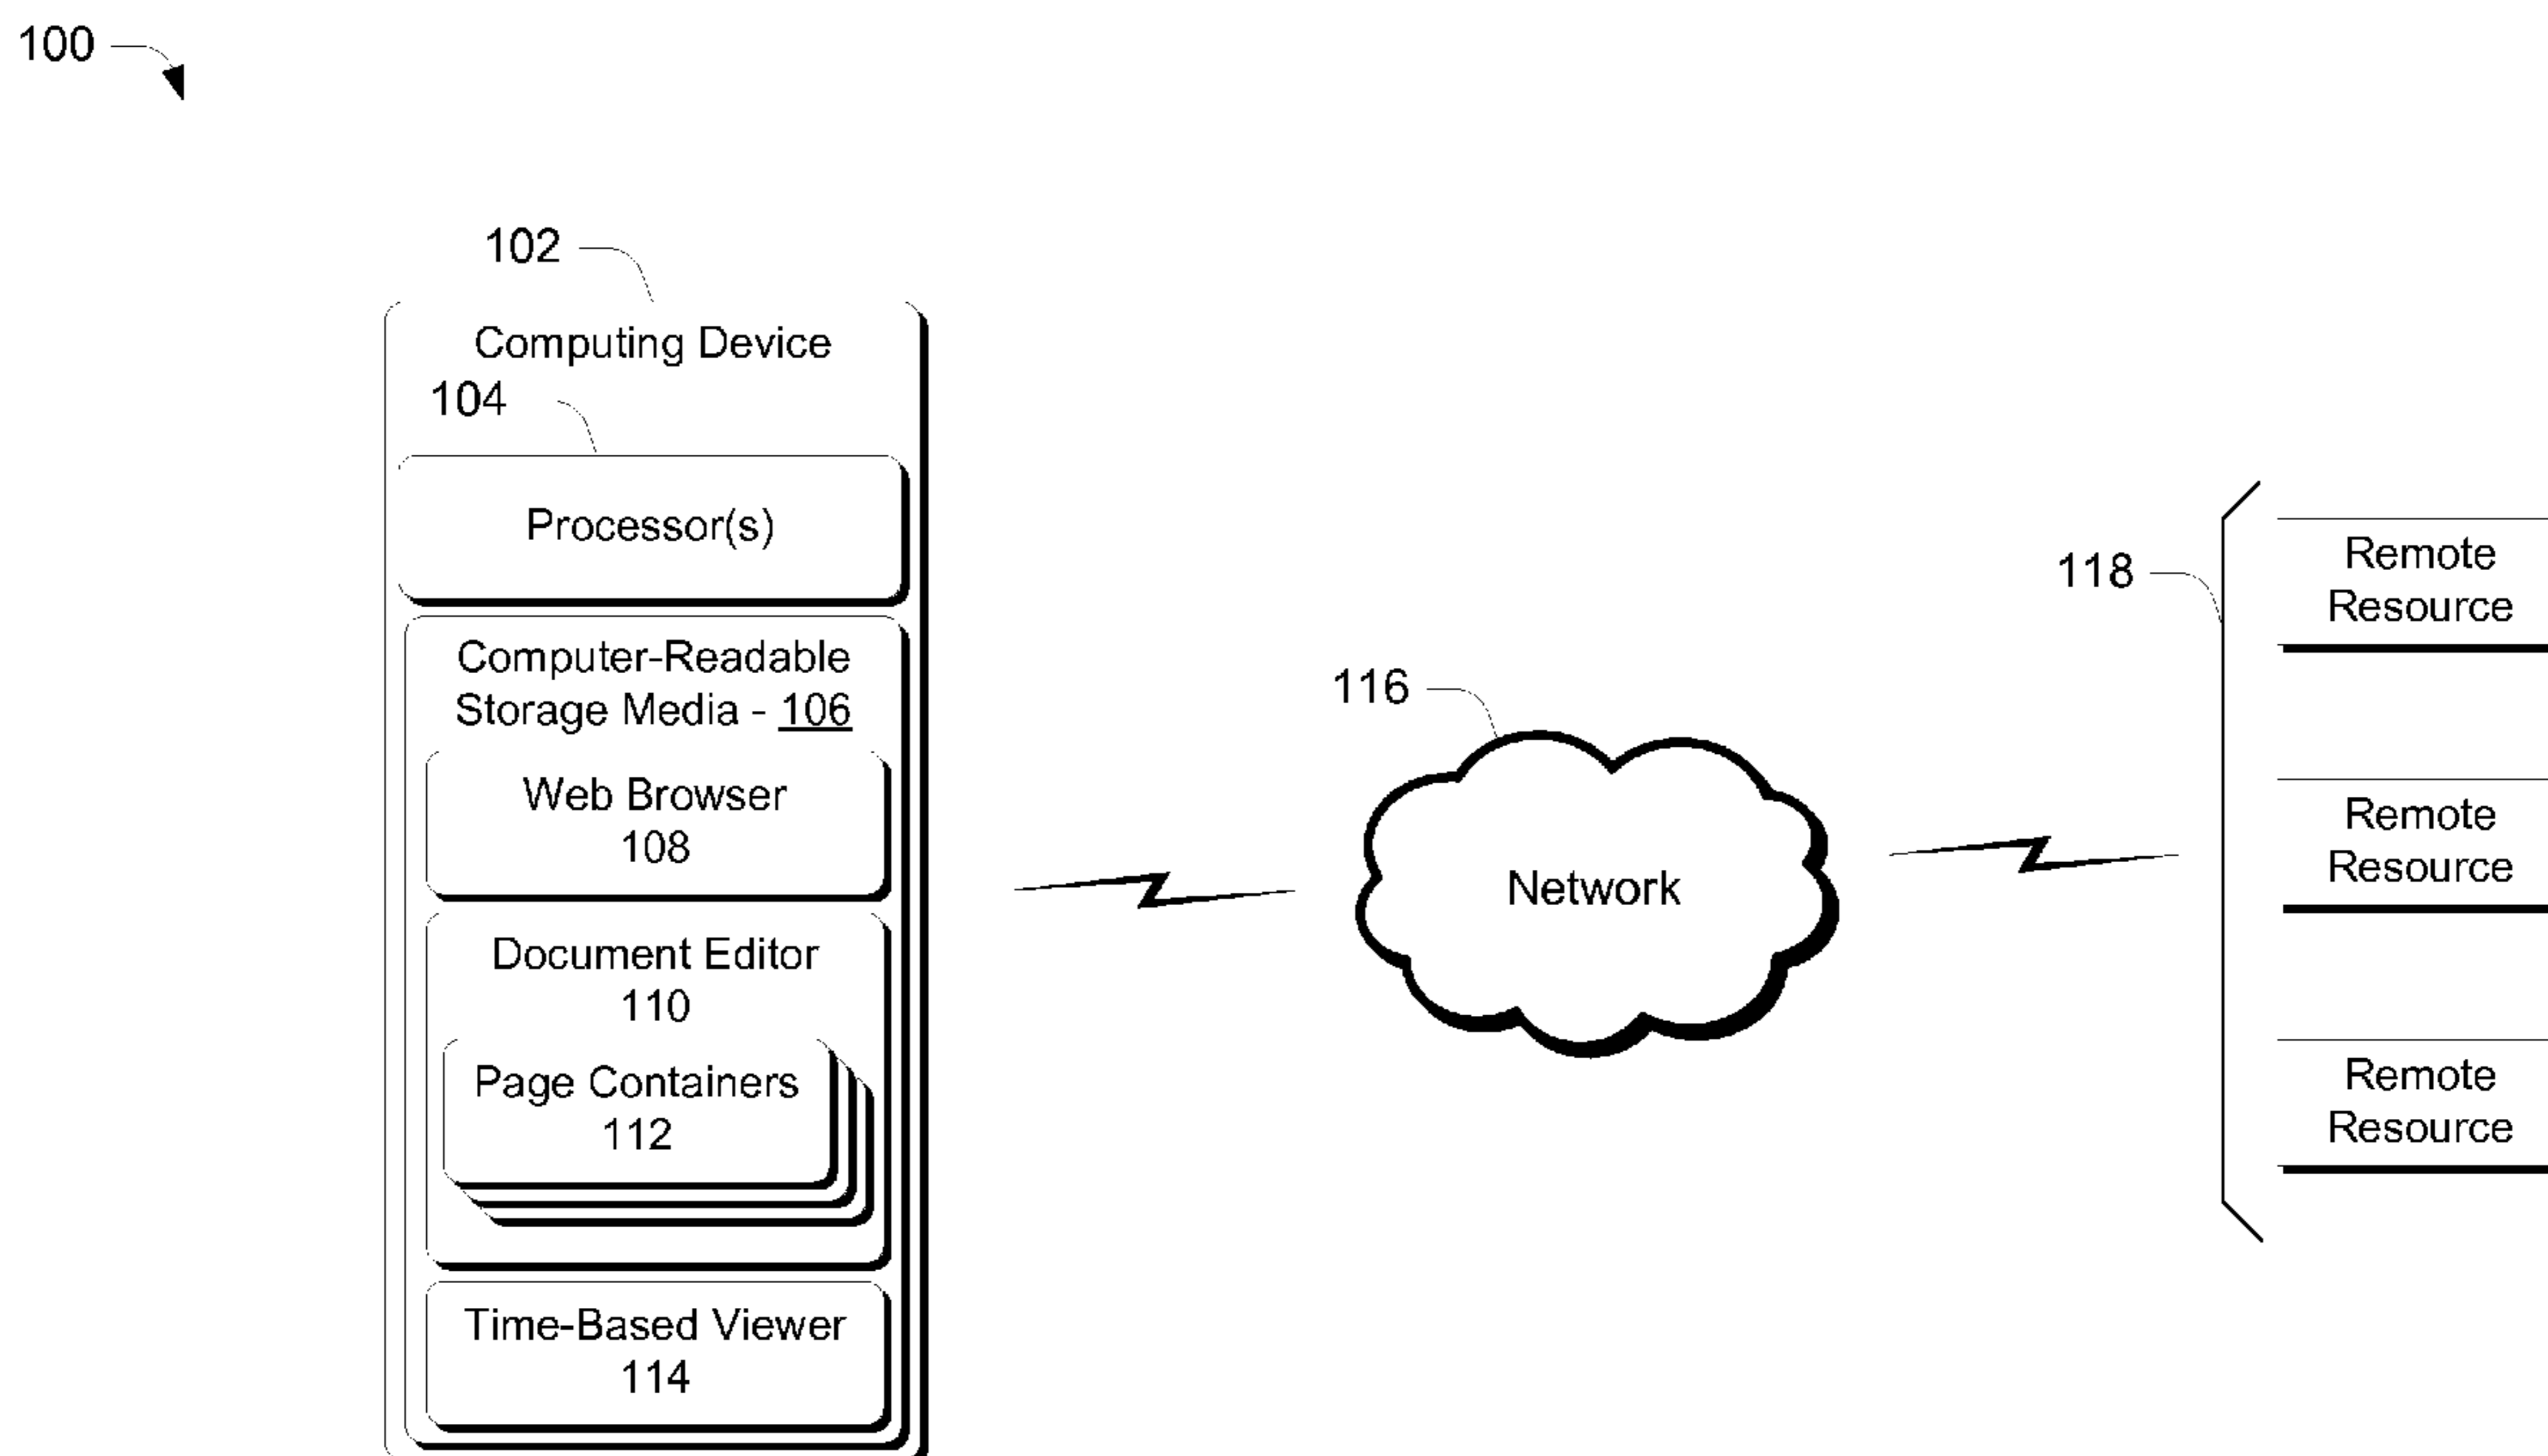 100
102
Computing Device
104
Processor(s)
Computer-Readable
Storage Media - 106
Web Browser
108
Document Editor
110
Page Containers
112
Time-Based Viewer
114
116
Network
118
Remote
Resource
Remote
Resource
Remote
Resource